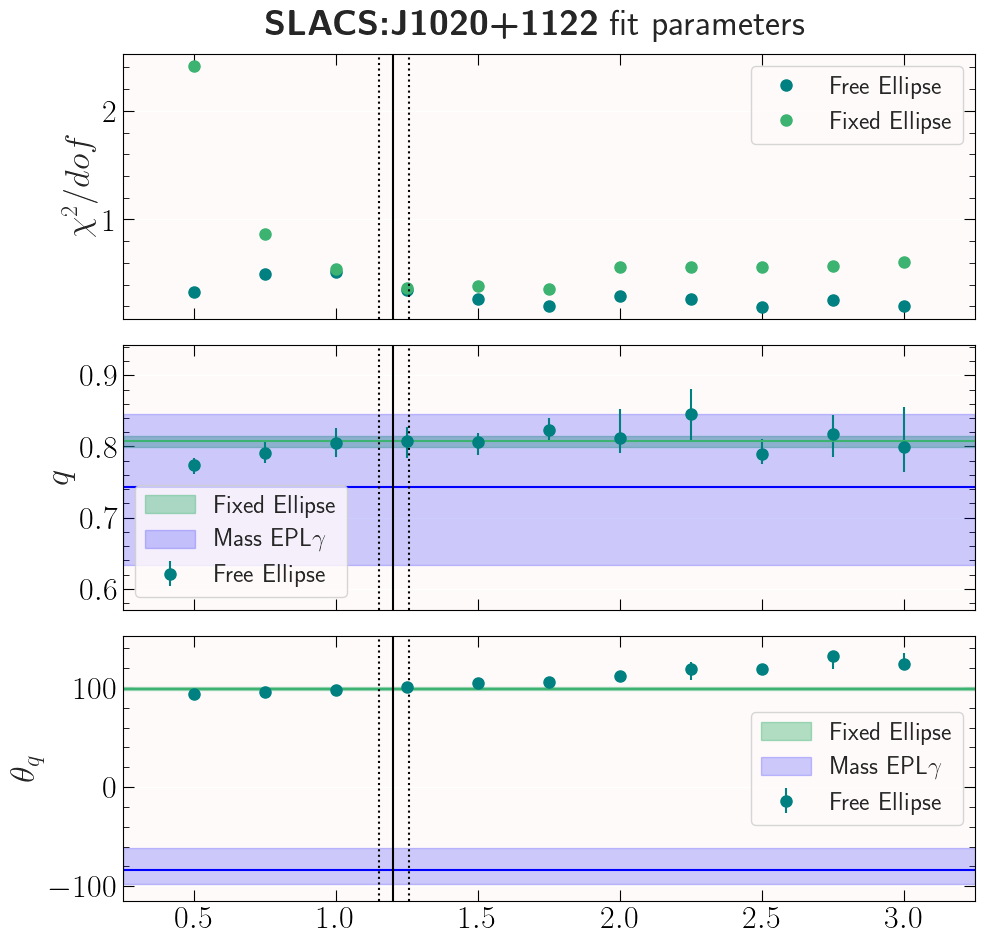 SLACS:J1020+1122 fit parameters
χ²/dof
2
1
Free Ellipse
Fixed Ellipse
q
0.9
0.8
0.7
0.6
Fixed Ellipse
Mass EPLγ
Free Ellipse
θq
100
0
−100
Fixed Ellipse
Mass EPLγ
Free Ellipse
0.5 1.0 1.5 2.0 2.5 3.0